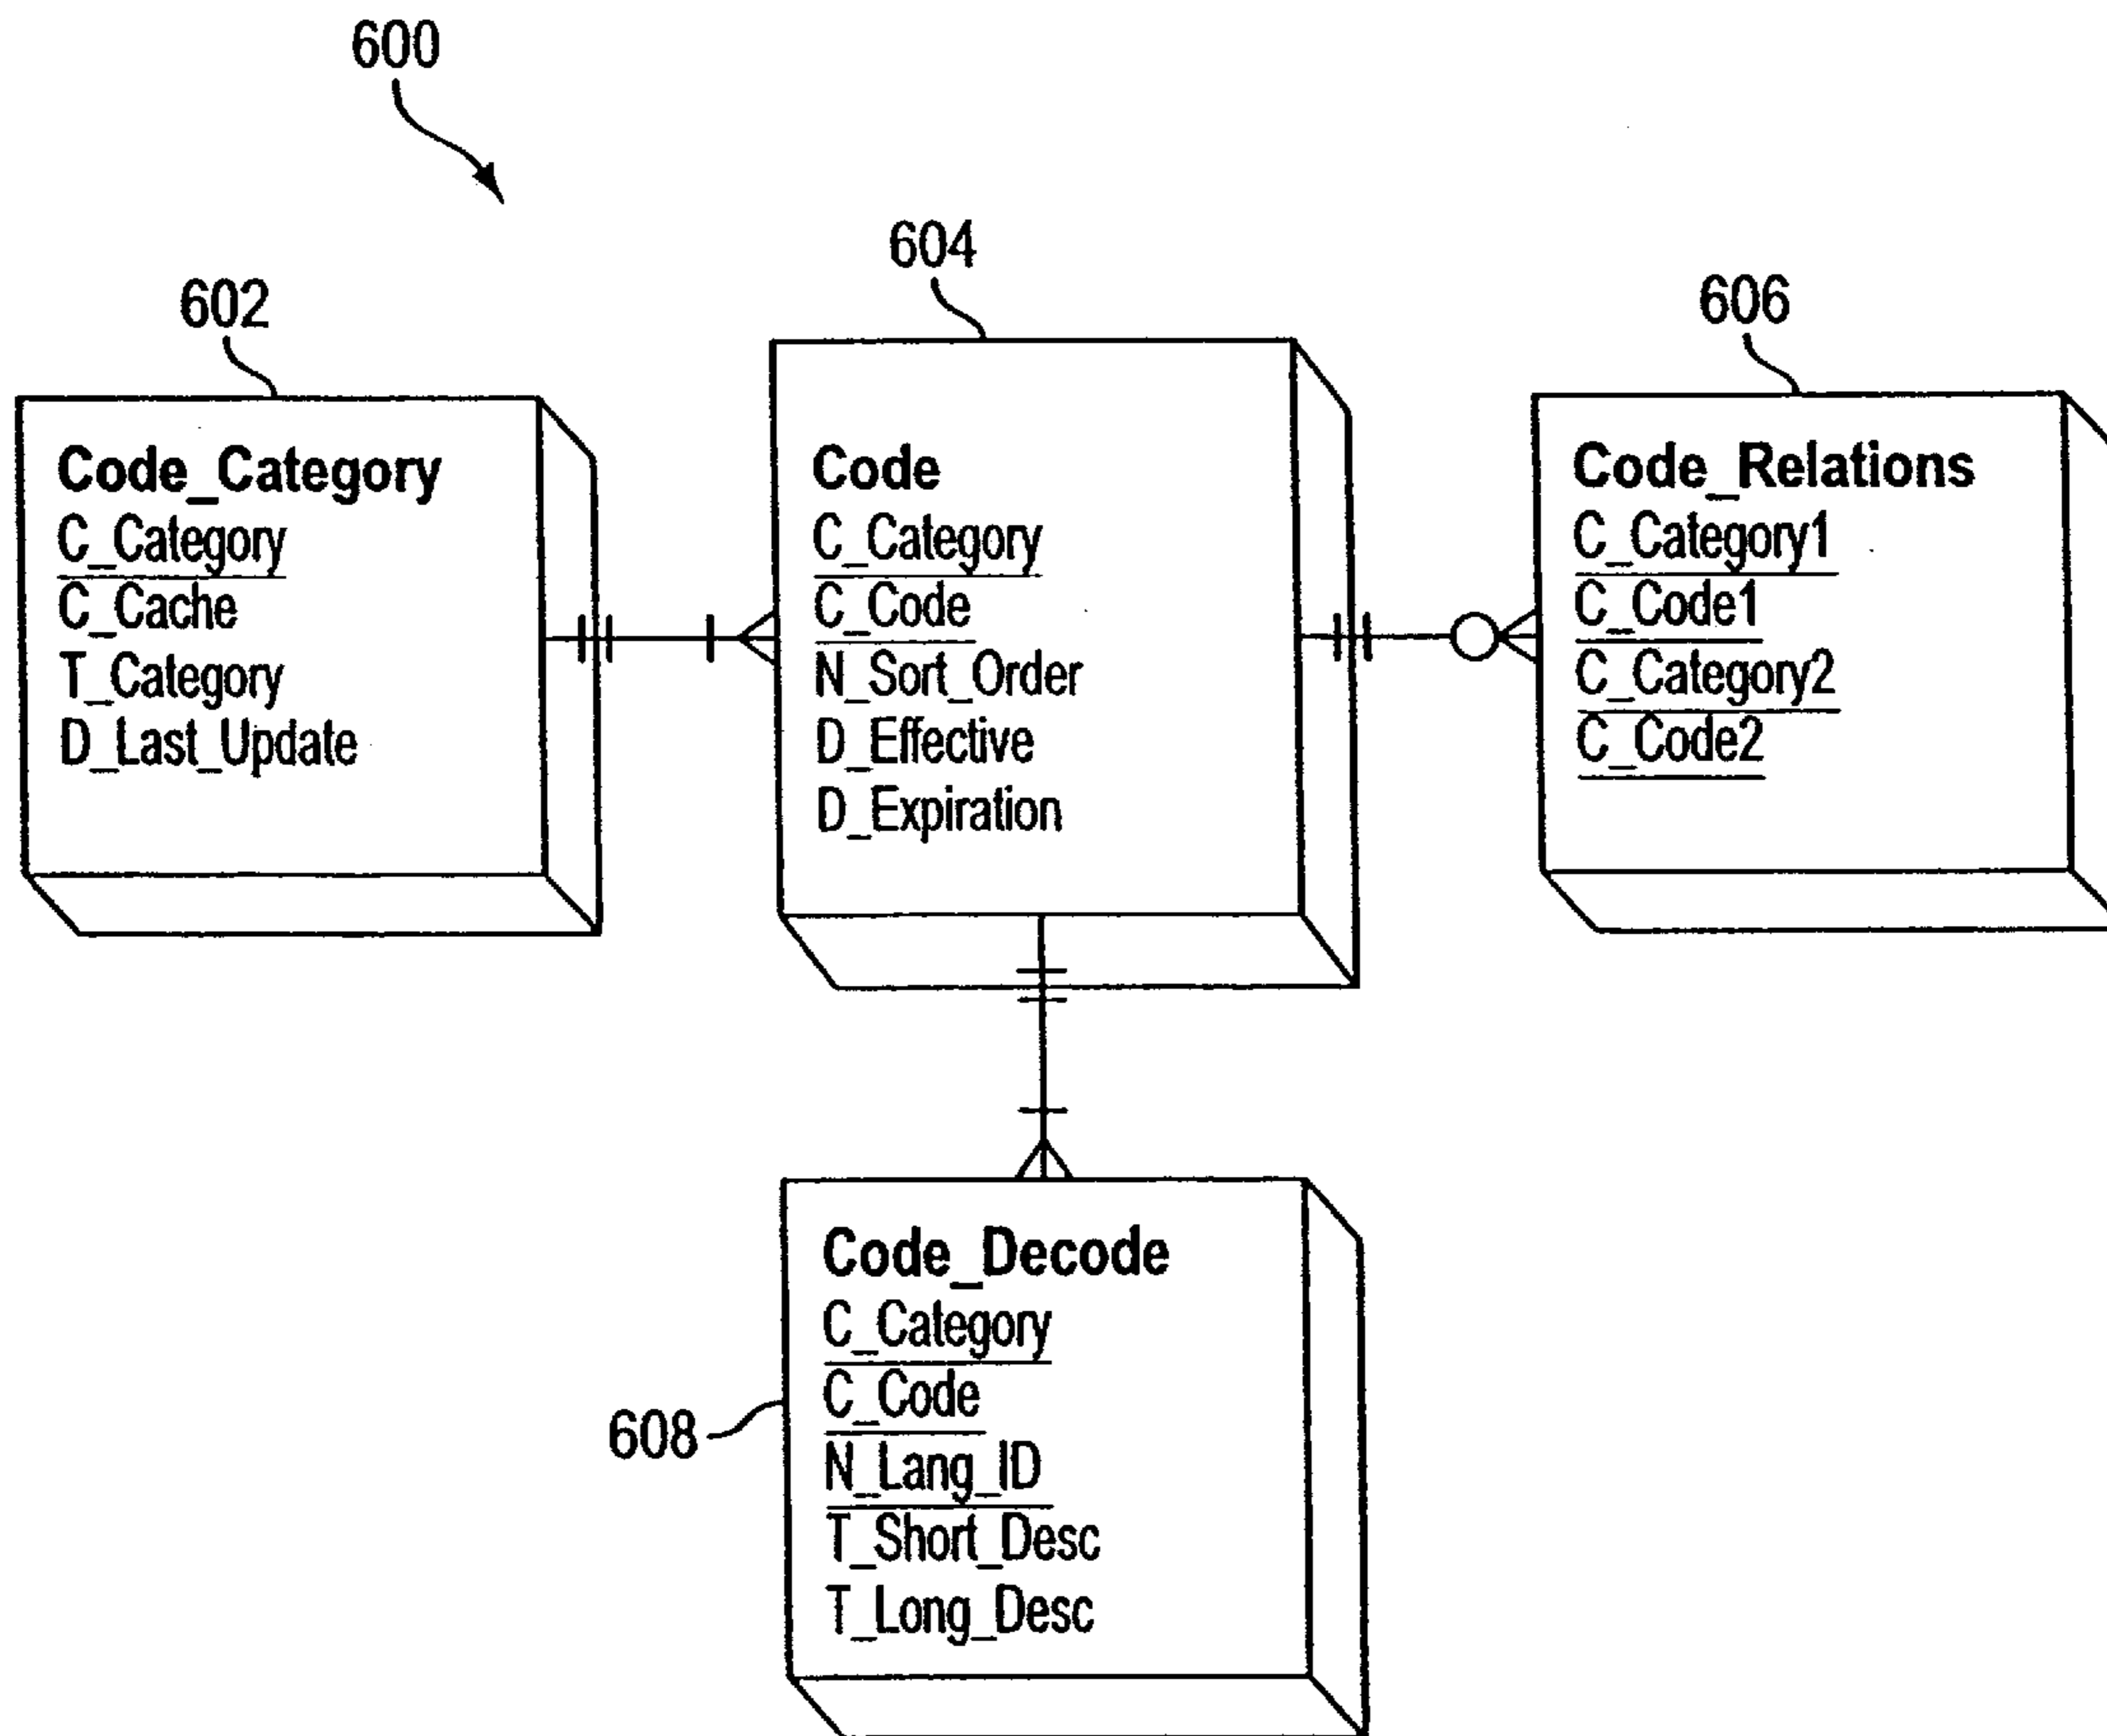 600
602
Code_Category
C_Category
C_Cache
T_Category
D_Last_Update
604
Code
C_Category
C_Code
N_Sort_Order
D_Effective
D_Expiration
606
Code_Relations
C_Category1
C_Code1
C_Category2
C_Code2
608
Code_Decode
C_Category
C_Code
N_Lang_ID
T_Short_Desc
T_Long_Desc